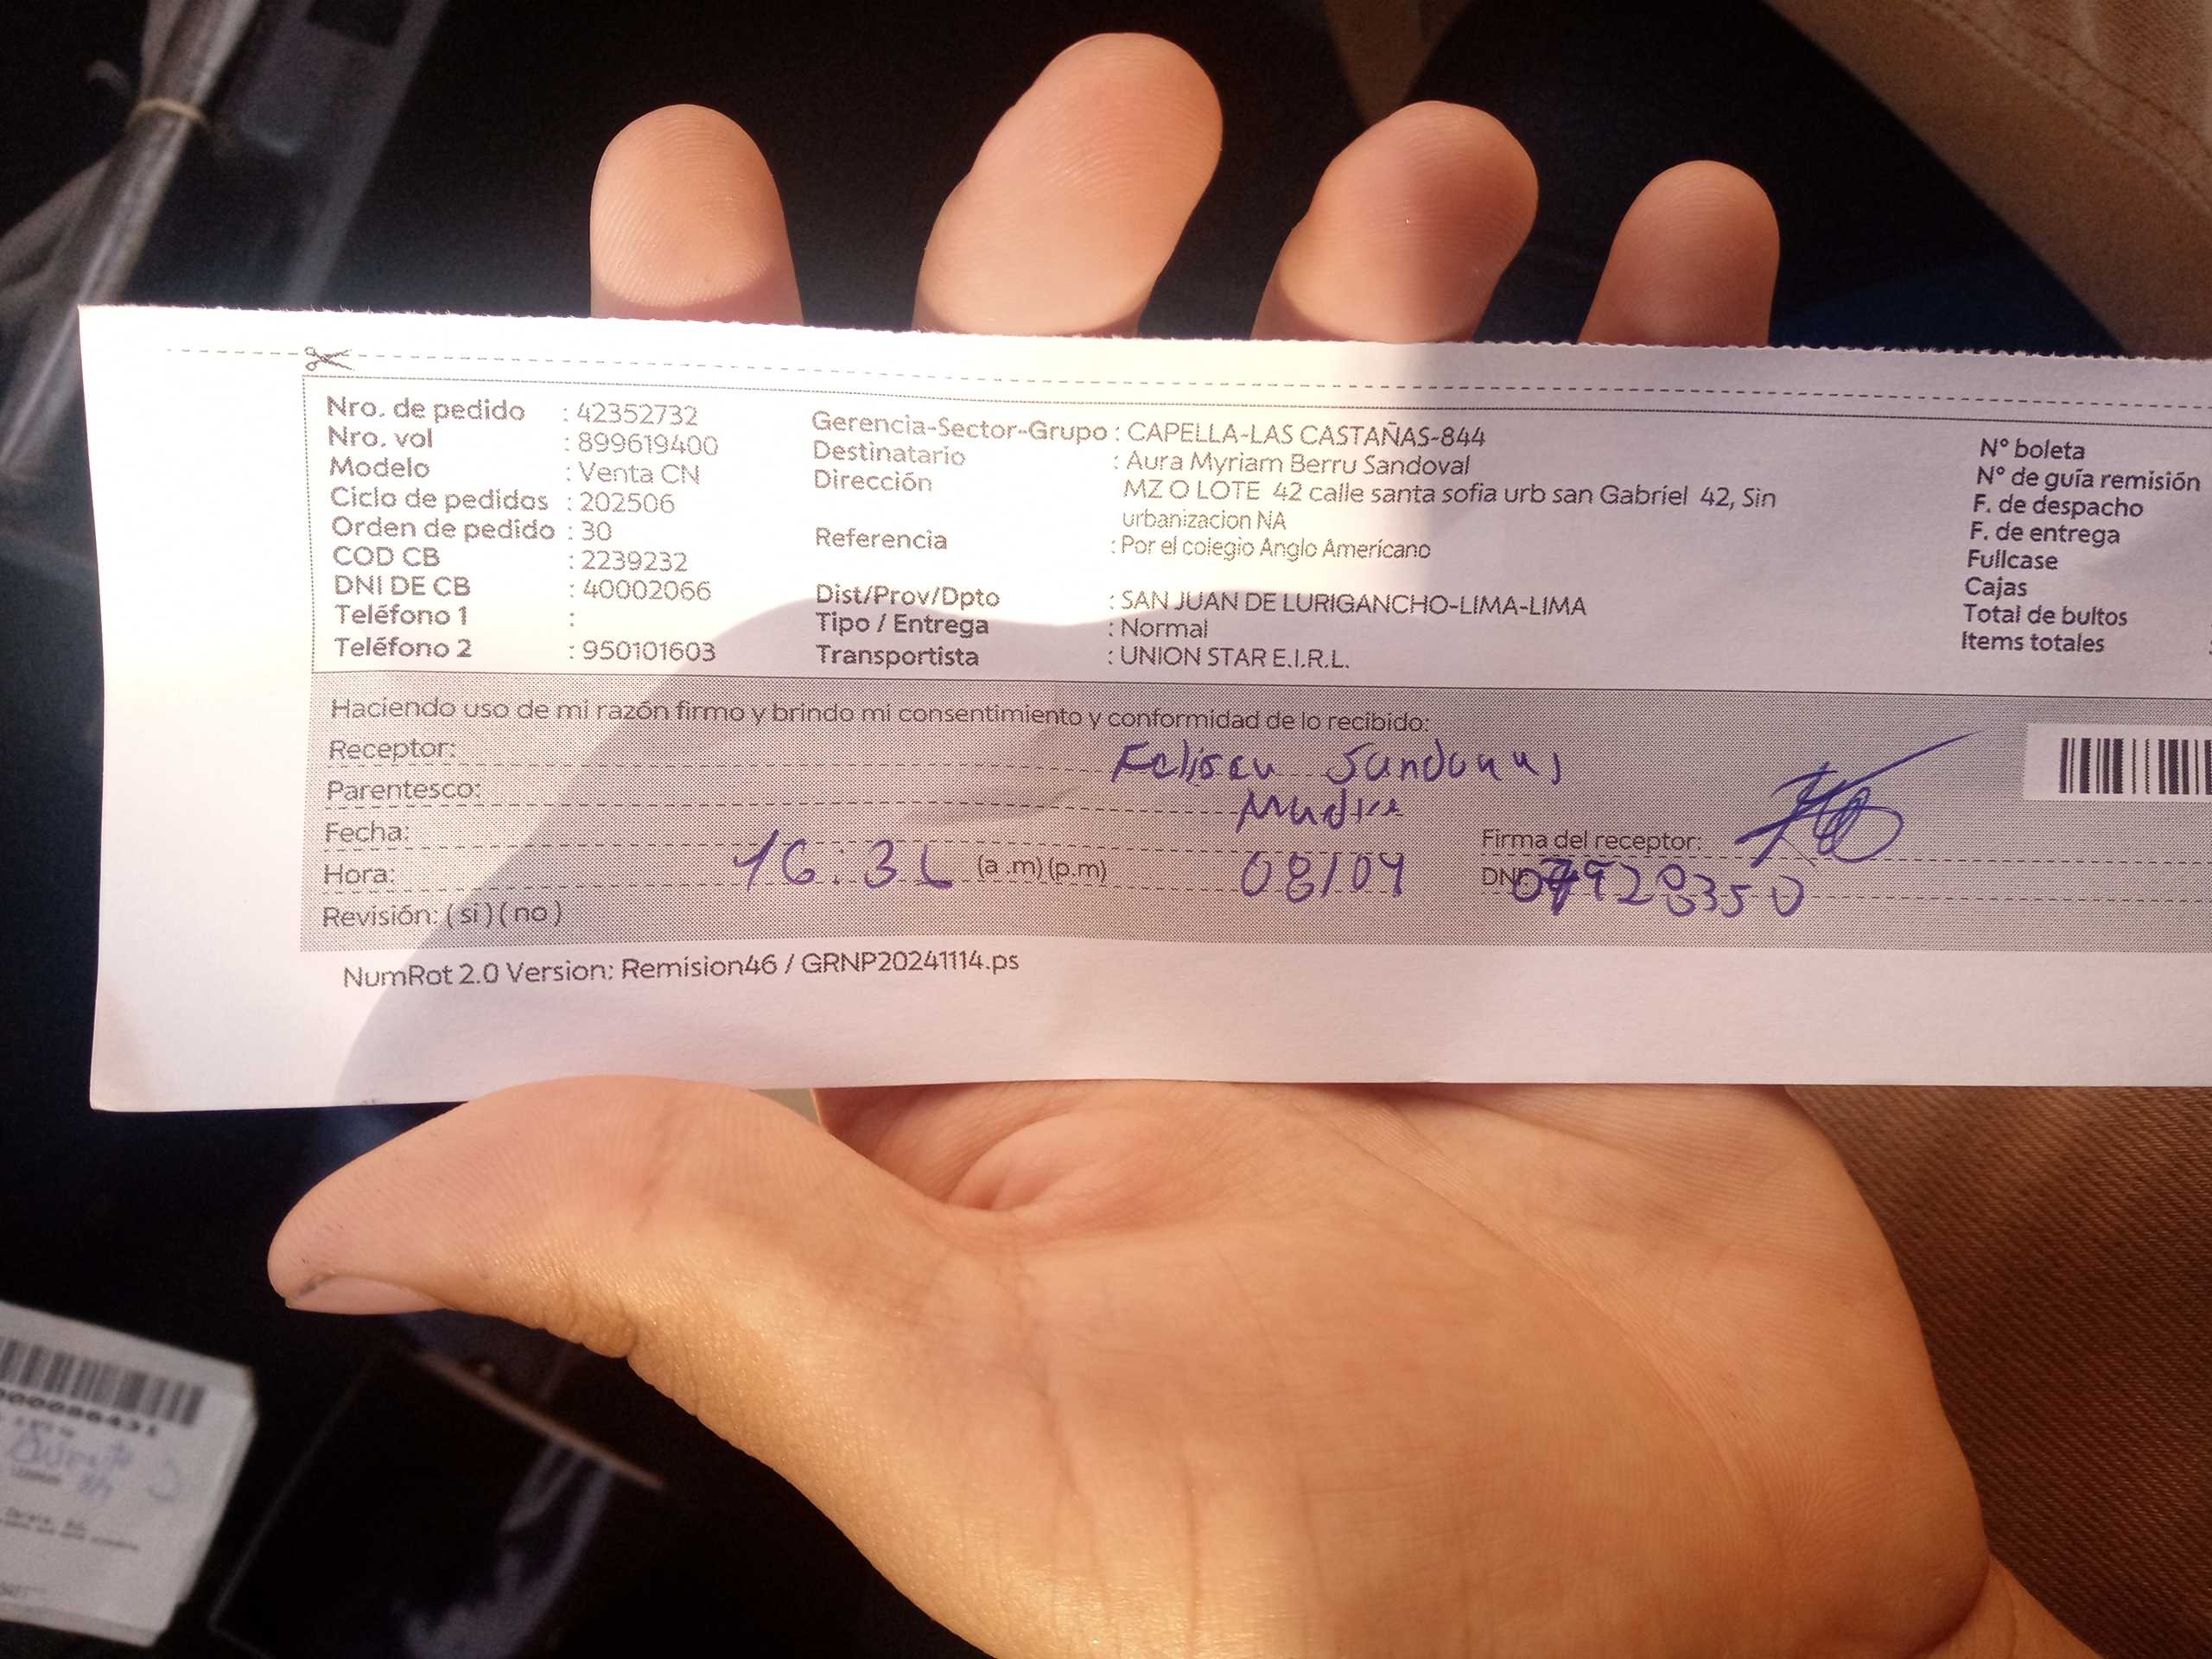 Nro. de pedido : 42352732
Nro. vol : 899619400
Modelo : Venta CN
Ciclo de pedidos : 202506
Orden de pedido : 30
COD CB : 2239232
DNI DE CB : 40002066
Teléfono 1 :
Teléfono 2 : 950101603
Gerencia-Sector-Grupo : CAPELLA-LAS CASTAÑAS-844
Destinatario : Aura Myriam Berru Sandoval
Dirección MZ O LOTE 42 calle santa sofia urb san Gabriel 42, Sin
urbanizacion NA
Referencia : Por el colegio Anglo Americano
Dist/Prov/Dpto : SAN JUAN DE LURIGANCHO-LIMA-LIMA
Tipo / Entrega : Normal
Transportista : UNION STAR E.I.R.L.
N° boleta
N° de guía remisión
F. de despacho
F. de entrega
Fullcase
Cajas
Total de bultos
Items totales
Haciendo uso de mi razón firmo y brindo mi consentimiento y conformidad de lo recibido:
Receptor:
Parentesco: Madre
Fecha: 08/04
Hora: 16:3 (a .m) (p.m)
Revisión: ( si ) ( no )
Firma del receptor:
DNI:
NumRot 2.0 Version: Remision46 / GRNP20241114.ps